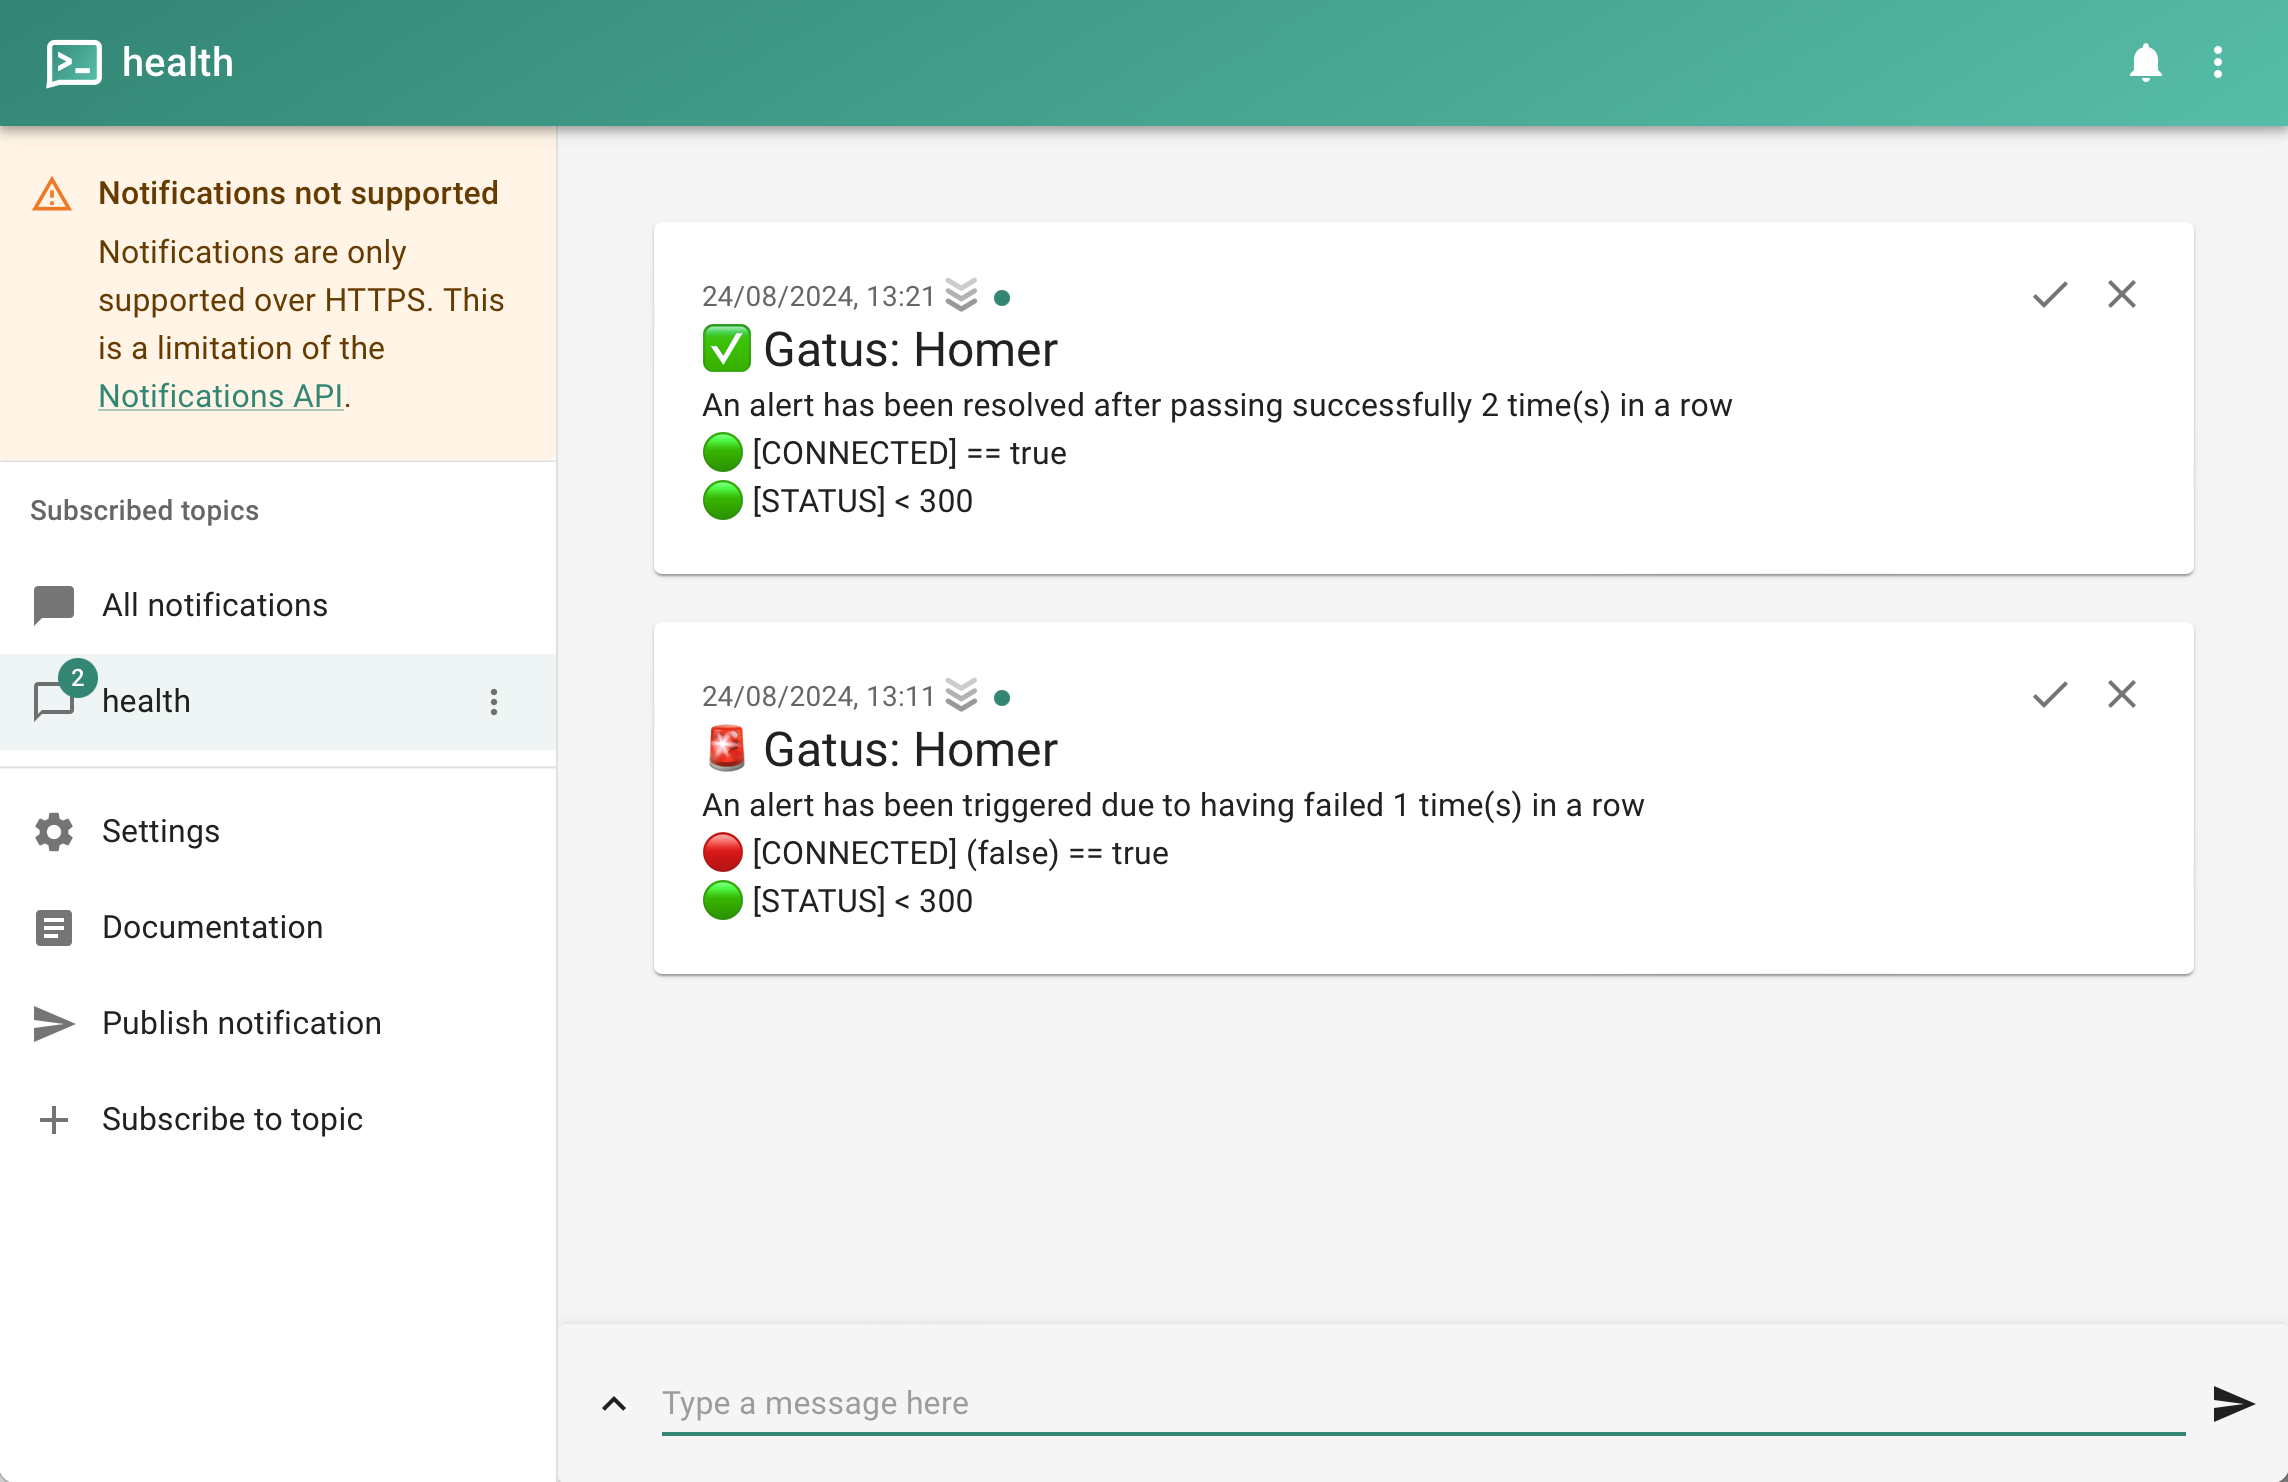 health
Notifications not supported
Notifications are only
supported over HTTPS. This
is a limitation of the
Notifications API.
Subscribed topics
All notifications
2
health
Settings
Documentation
Publish notification
Subscribe to topic
24/08/2024, 13:21
✅ Gatus: Homer
An alert has been resolved after passing successfully 2 time(s) in a row
🟢 [CONNECTED] == true
🟢 [STATUS] < 300
24/08/2024, 13:11
🚨 Gatus: Homer
An alert has been triggered due to having failed 1 time(s) in a row
🔴 [CONNECTED] (false) == true
🟢 [STATUS] < 300
Type a message here